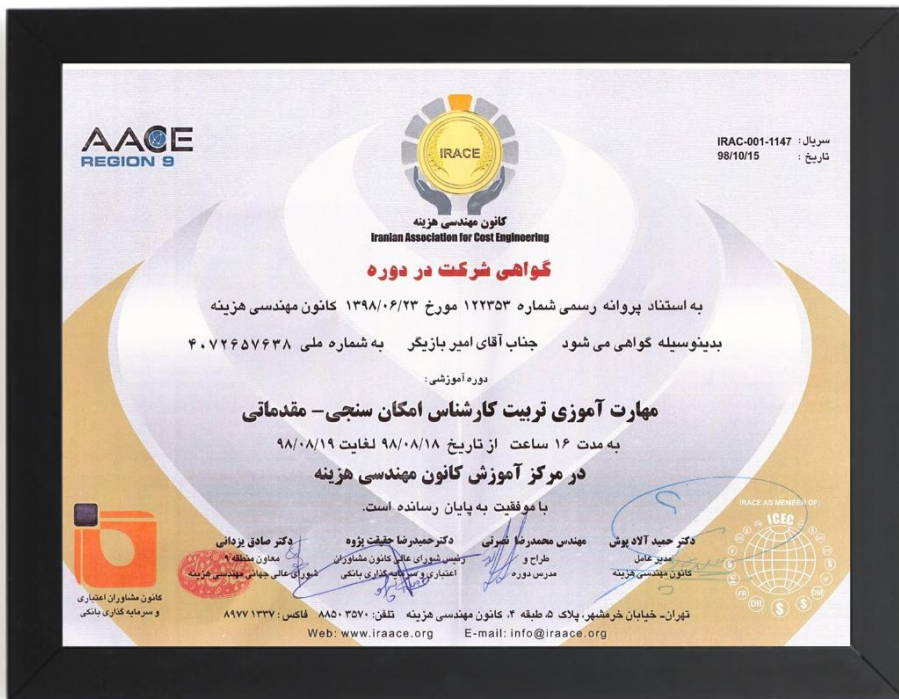 AACE
REGION 9
IRACE
سریال: IRAC-001-1147
تاریخ: 98/10/15
کانون مهندسی هزینه
Iranian Association for Cost Engineering
گواهی شرکت در دوره
به استناد پروانه رسمی شماره ۱۲۲۳۵۳ مورخ ۱۳۹۸/۰۶/۲۳ کانون مهندسی هزینه
بدینوسیله گواهی می شود جناب آقای امیر بازیگر به شماره ملی ۴۰۷۲۶۵۷۶۳۸
دوره آموزشی:
مهارت آموزی تربیت کارشناس امکان سنجی- مقدماتی
به مدت ۱۶ ساعت از تاریخ ۹۸/۰۸/۱۸ لغایت ۹۸/۰۸/۱۹
در مرکز آموزش کانون مهندسی هزینه
با موفقیت به پایان رسانده است.
IRACE AS MEMBER OF:
ICEC
دکتر حمید آلاد پوش
مدیر عامل
کانون مهندسی هزینه
مهندس محمدرضا نصرتی
طراح و
مدرس دوره
دکترحمیدرضا حقیقت پژوه
رئیس شورای عالی کانون مشاوران
اعتباری و سرمایه گذاری بانکی
دکتر صادق یزدانی
معاون منطقه ۹
شورای عالی جهانی مهندسی هزینه
کانون مشاوران اعتباری
و سرمایه گذاری بانکی
تهران- خیابان خرمشهر، پلاک ۵، طبقه ۴، کانون مهندسی هزینه تلفن: ۸۸۵۰۳۵۷۰ فاکس: ۸۹۷۷۱۳۳۷
Web: www.iraace.org E-mail: info@iraace.org